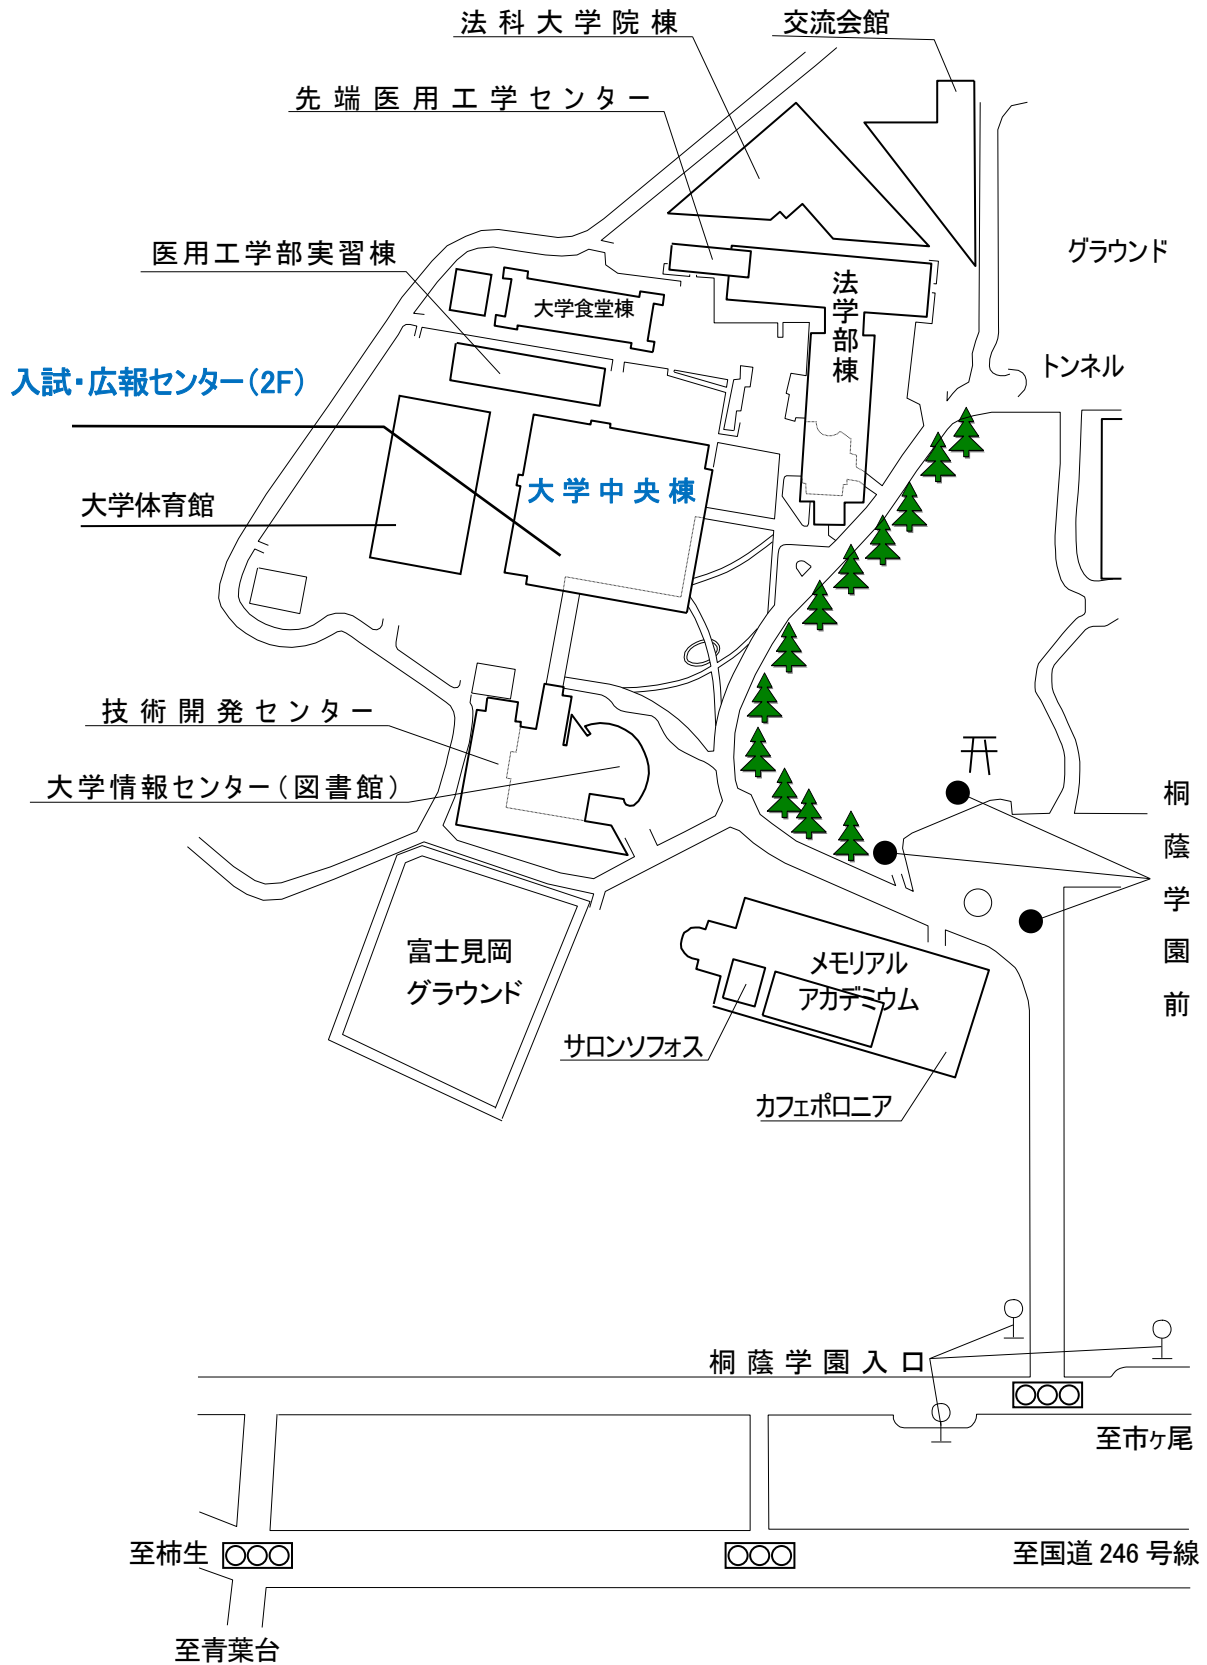 法科大学院棟
交流会館
先端医用工学センター
医用工学部実習棟
グラウンド
法学部棟
大学食堂棟
トンネル
入試・広報センター(2F)
大学中央棟
大学体育館
技術開発センター
大学情報センター(図書館)
桐蔭学園前
富士見岡
グラウンド
メモリアル
アカデミウム
サロンソフォス
カフェポロニア
桐蔭学園入口
至市ヶ尾
至柿生
至国道246号線
至青葉台